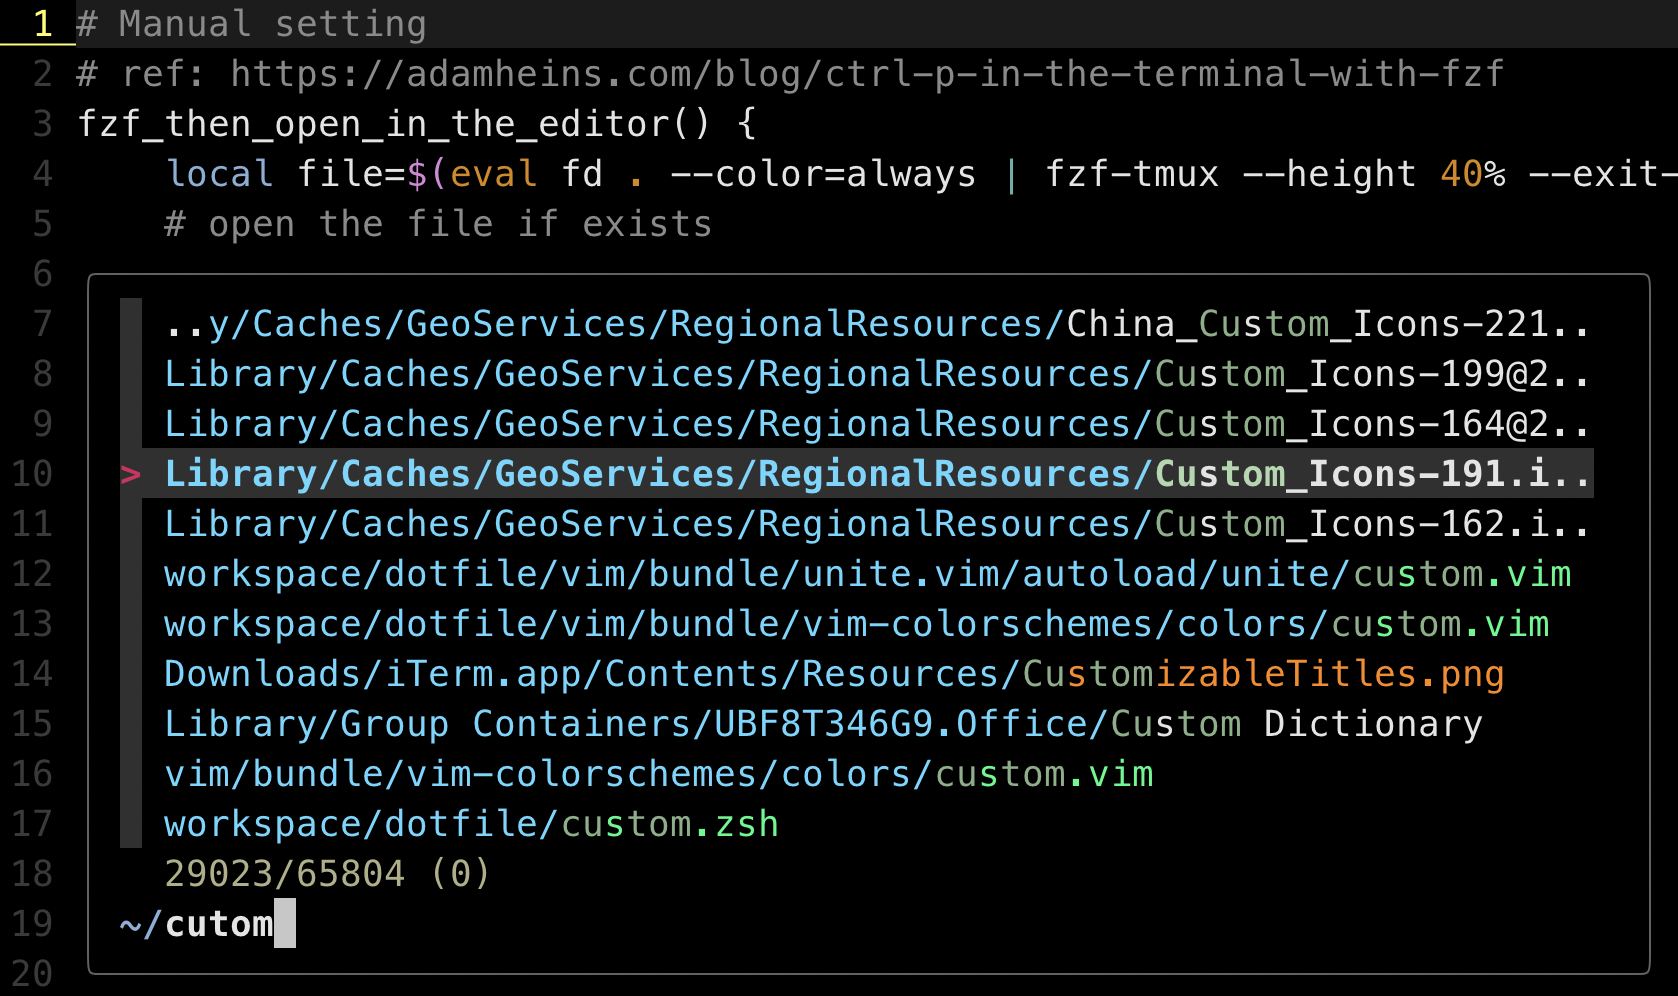 1 # Manual setting
2 # ref: https://adamheins.com/blog/ctrl-p-in-the-terminal-with-fzf
3 fzf_then_open_in_the_editor() {
4     local file=$(eval fd . --color=always | fzf-tmux --height 40% --exit-
5     # open the file if exists
6
7 ..y/Caches/GeoServices/RegionalResources/China_Custom_Icons-221..
8 Library/Caches/GeoServices/RegionalResources/Custom_Icons-199@2..
9 Library/Caches/GeoServices/RegionalResources/Custom_Icons-164@2..
10 > Library/Caches/GeoServices/RegionalResources/Custom_Icons-191.i..
11 Library/Caches/GeoServices/RegionalResources/Custom_Icons-162.i..
12 workspace/dotfile/vim/bundle/unite.vim/autoload/unite/custom.vim
13 workspace/dotfile/vim/bundle/vim-colorschemes/colors/custom.vim
14 Downloads/iTerm.app/Contents/Resources/CustomizableTitles.png
15 Library/Group Containers/UBF8T346G9.Office/Custom Dictionary
16 vim/bundle/vim-colorschemes/colors/custom.vim
17 workspace/dotfile/custom.zsh
18 29023/65804 (0)
19 ~/cutom
20